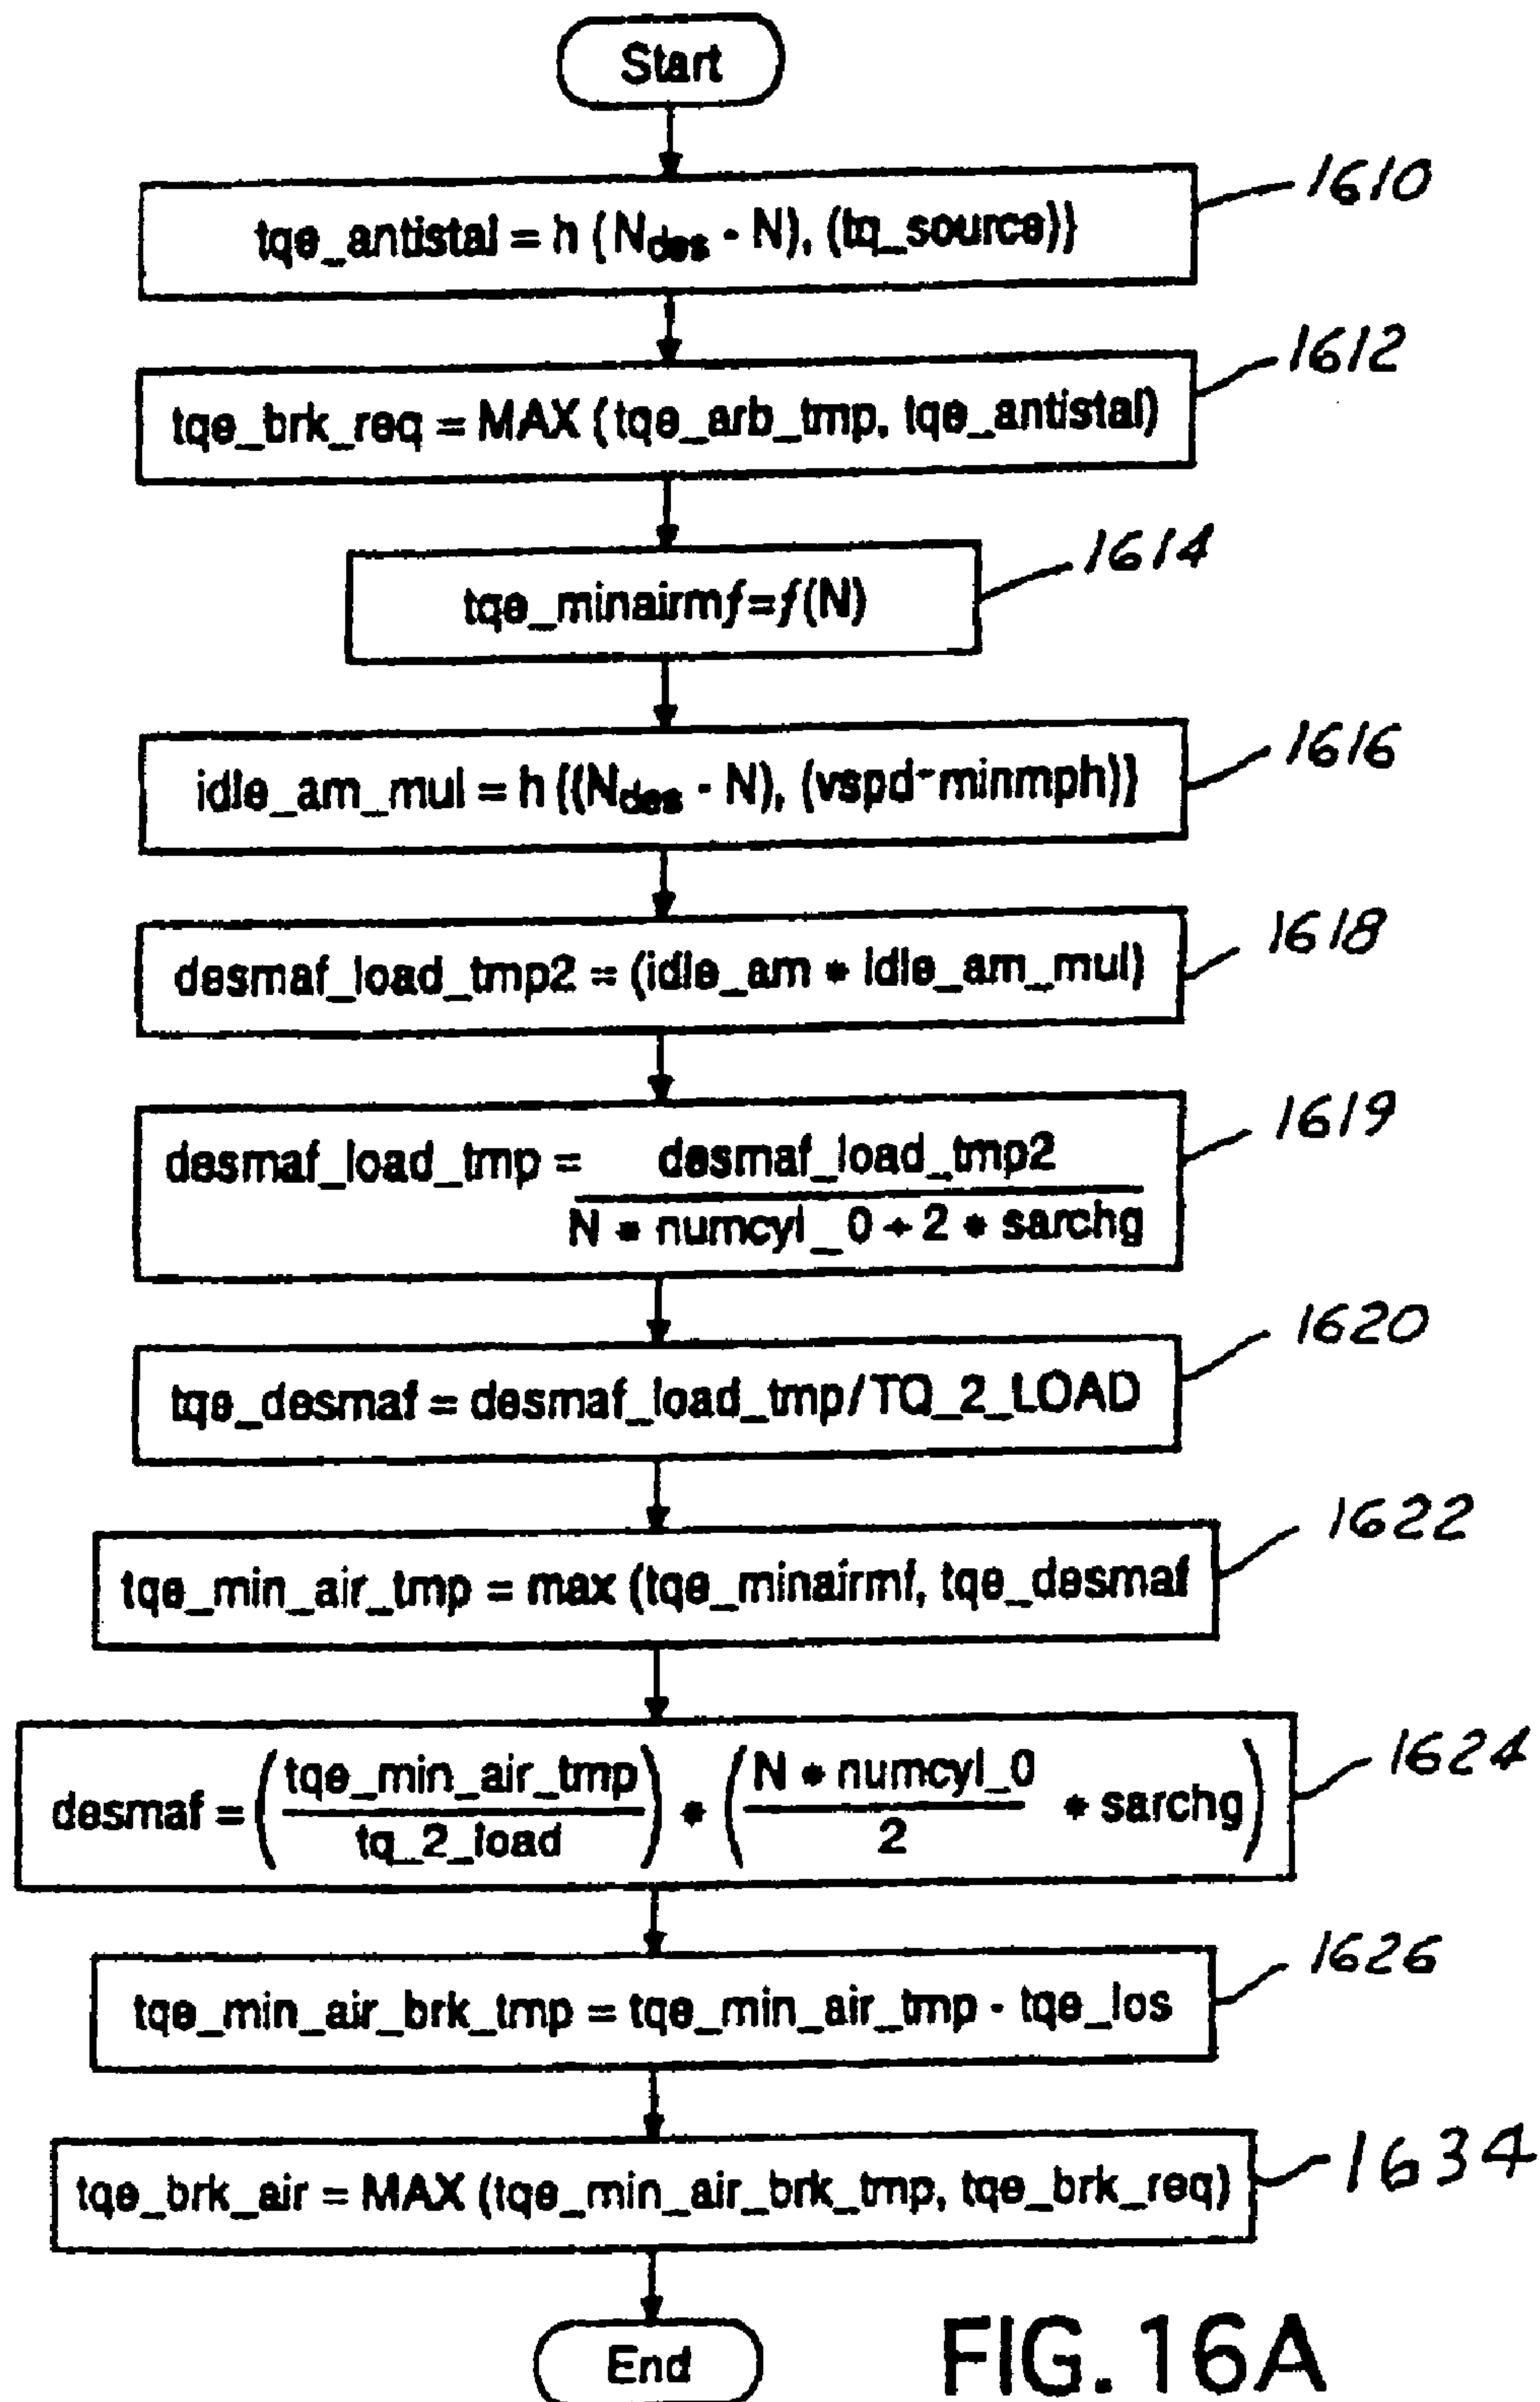 Start
tqe_antistal = h {N_des - N), (tq_source)}
1610
tqe_brk_req = MAX (tqe_arb_tmp, tqe_antistal)
1612
tqe_minairmf=f(N)
1614
idle_am_mul = h {(N_des - N), (vspd-minmph)}
1616
desmaf_load_tmp2 = (idle_am * idle_am_mul)
1618
desmaf_load_tmp = desmaf_load_tmp2
N * numcyl_0 ÷ 2 * sarchg
1619
tqe_desmaf = desmaf_load_tmp/TQ_2_LOAD
1620
tqe_min_air_tmp = max (tqe_minairmf, tqe_desmaf
1622
desmaf = (tqe_min_air_tmp / tq_2_load) * (N * numcyl_0 / 2 * sarchg)
1624
tqe_min_air_brk_tmp = tqe_min_air_tmp - tqe_los
1626
tqe_brk_air = MAX (tqe_min_air_brk_tmp, tqe_brk_req)
1634
End
FIG. 16A